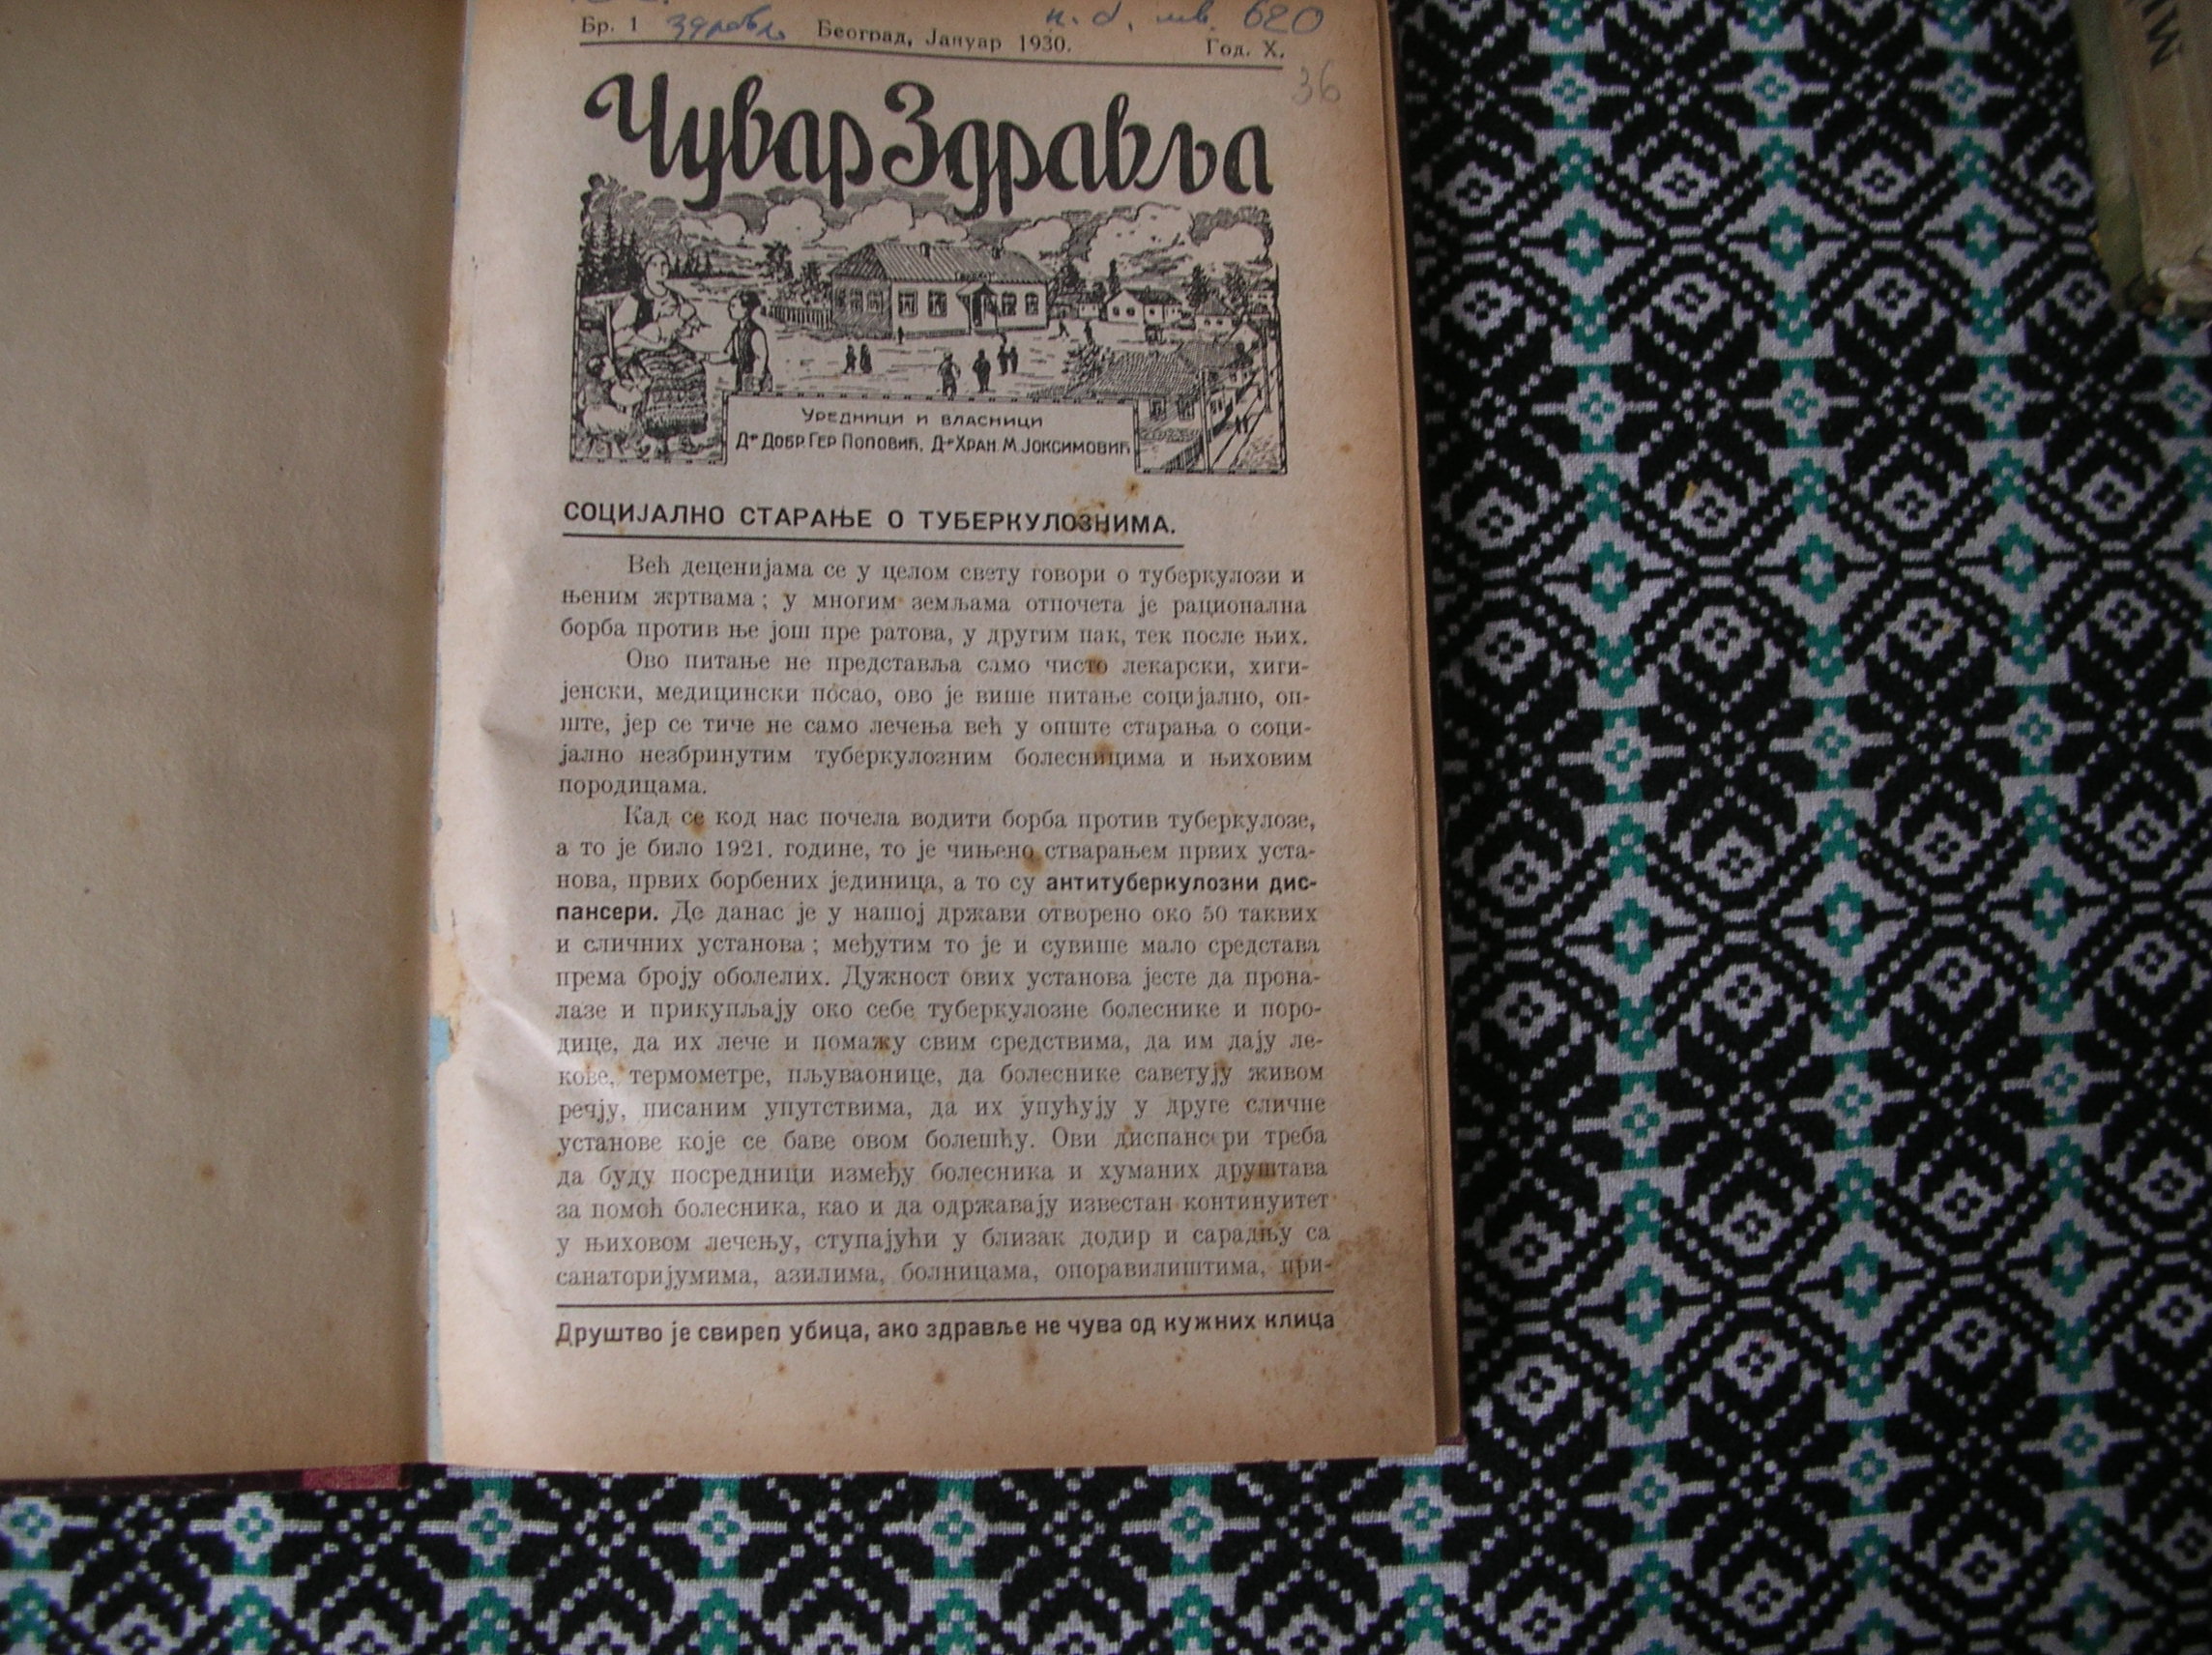 Бр. 1 здравље Београд, Јануар 1930. Год. X.
620
36
Чувар Здравља
Уредници и власници
Др Добр. Гер Поповић, Др Хран. М. Јоксимовић
СОЦИЈАЛНО СТАРАЊЕ О ТУБЕРКУЛОЗНИМА.
Већ деценијама се у целом свету говори о туберкулози и
њеним жртвама ; у многим земљама отпочета је рационална
борба против ње још пре ратова, у другим пак, тек после њих.
Ово питање не представља само чисто лекарски, хиги-
јенски, медицински посао, ово је више питање социјално, оп-
ште, јер се тиче не само лечења већ у опште старања о соци-
јално незбринутим туберкулозним болесницима и њиховим
породицама.
Кад се код нас почела водити борба против туберкулозе,
а то је било 1921. године, то је чињено стварањем првих уста-
нова, првих борбених јединица, а то су антитуберкулозни дис-
пансери. До данас је у нашој држави отворено око 50 таквих
и сличних установа ; међутим то је и сувише мало средстава
према броју оболелих. Дужност ових установа јесте да прона-
лазе и прикупљају око себе туберкулозне болеснике и поро-
дице, да их лече и помажу свим средствима, да им дају ле-
кове, термометре, пљуваонице, да болеснике саветују живом
речју, писаним упутствима, да их упућују у друге сличне
установе које се баве овом болешћу. Ови диспансери треба
да буду посредници између болесника и хуманих друштава
за помоћ болесника, као и да одржавају известан континуитет
у њиховом лечењу, ступајући у близак додир и сарадњу са
санаторијумима, азилима, болницама, опоравилиштима, при-
Друштво је свиреп убица, ако здравље не чува од кужних клица